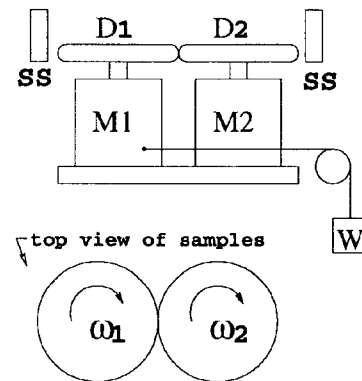 D1 D2
SS SS
M1 M2
W
top view of samples
ω1 ω2